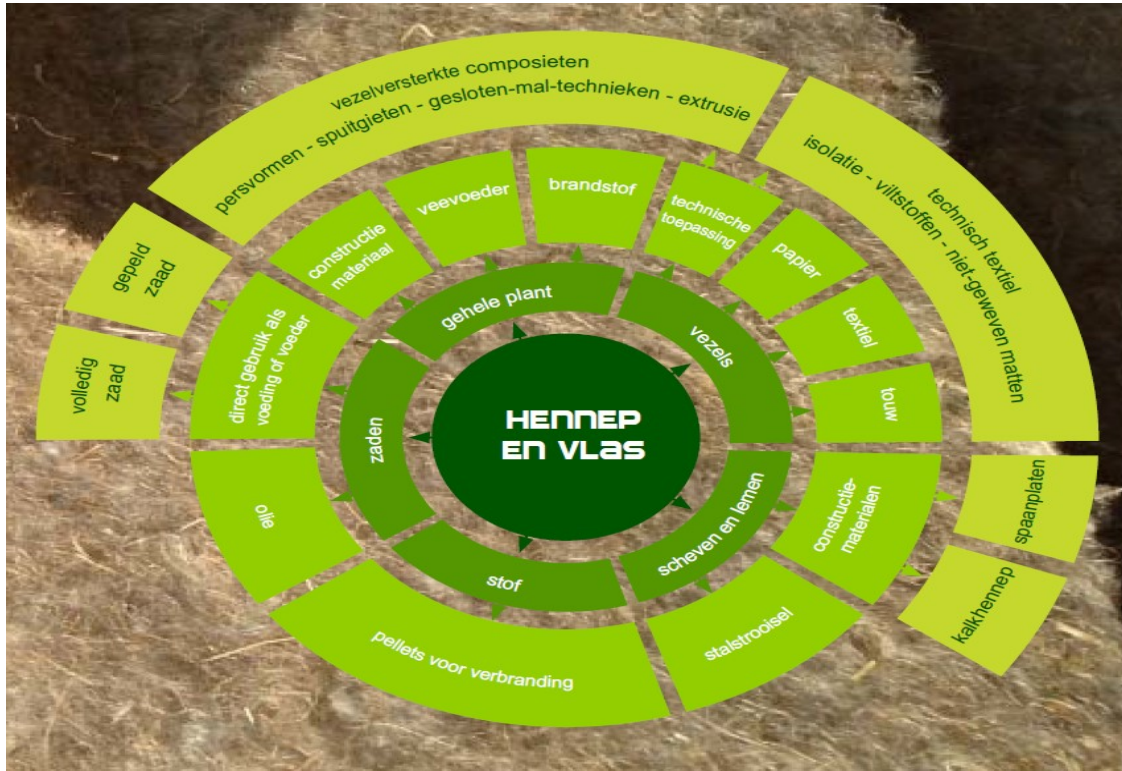 vezelversterkte composieten
persvormen - spuitgieten - gesloten-mal-technieken - extrusie
technisch textiel
isolatie - viltstoffen - niet-geweven matten
gepeld
zaad
volledig
zaad
direct gebruik als
voeding of voeder
constructie
materiaal
veevoeder
brandstof
technische
toepassing
papier
textiel
touw
gehele plant
vezels
zaden
HENNEP
EN VLAS
scheven en lemen
stof
olie
pellets voor verbranding
stalstrooisel
constructie-
materialen
spaanplaten
kalkhennep